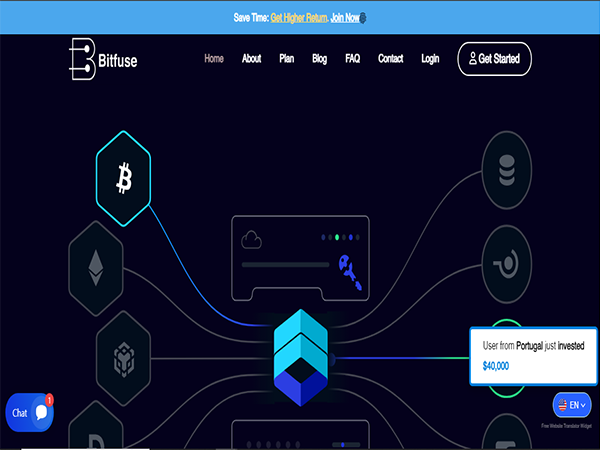 Save Time: Get Higher Return. Join Now
Bitfuse
Home About Plan Blog FAQ Contact Login Get Started
User from Portugal just invested
$40,000
Chat
1
EN
Free Website Translator Widget